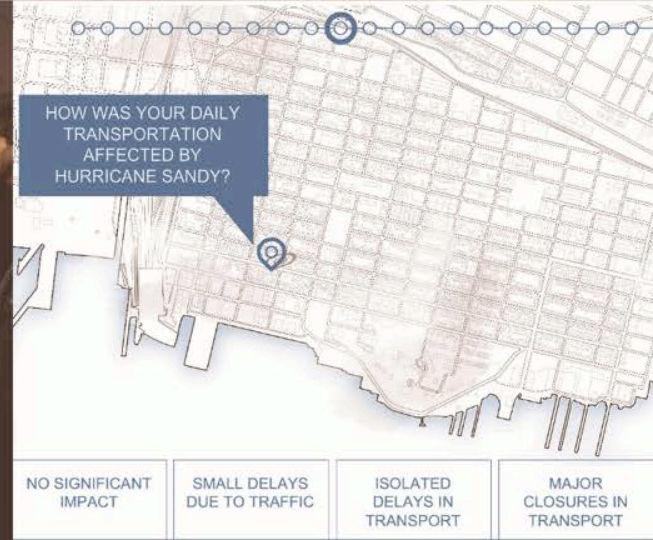 HOW WAS YOUR DAILY
TRANSPORTATION
AFFECTED BY
HURRICANE SANDY?
NO SIGNIFICANT
IMPACT
SMALL DELAYS
DUE TO TRAFFIC
ISOLATED
DELAYS IN
TRANSPORT
MAJOR
CLOSURES IN
TRANSPORT